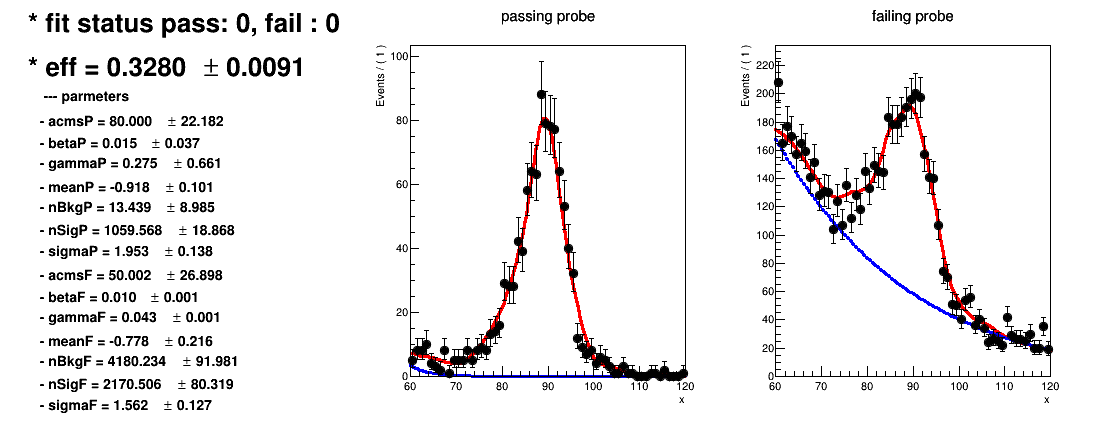 * fit status pass: 0, fail : 0
* eff = 0.3280 ± 0.0091
--- parmeters
- acmsP = 80.000 ± 22.182
- betaP = 0.015 ± 0.037
- gammaP = 0.275 ± 0.661
- meanP = -0.918 ± 0.101
- nBkgP = 13.439 ± 8.985
- nSigP = 1059.568 ± 18.868
- sigmaP = 1.953 ± 0.138
- acmsF = 50.002 ± 26.898
- betaF = 0.010 ± 0.001
- gammaF = 0.043 ± 0.001
- meanF = -0.778 ± 0.216
- nBkgF = 4180.234 ± 91.981
- nSigF = 2170.506 ± 80.319
- sigmaF = 1.562 ± 0.127
passing probe
Events / ( 1 )
100
80
60
40
20
0
60 70 80 90 100 110 120
x
failing probe
Events / ( 1 )
220
200
180
160
140
120
100
80
60
40
20
0
60 70 80 90 100 110 120
x